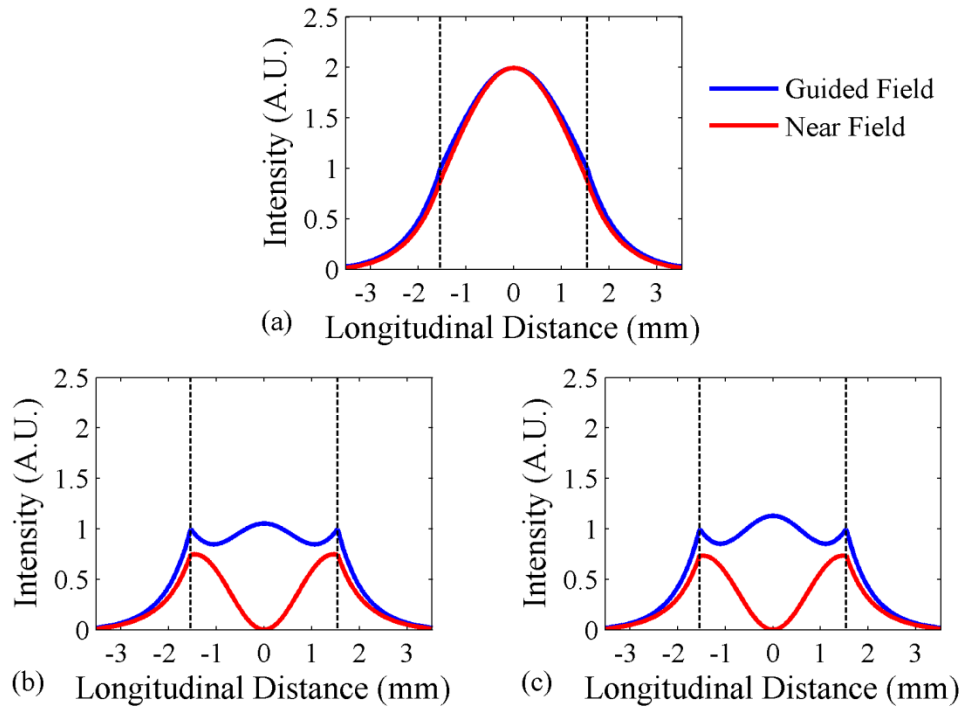 2.5
2
1.5
1
0.5
0
Intensity (A.U.)
-3 -2 -1 0 1 2 3
(a) Longitudinal Distance (mm)
Guided Field
Near Field
2.5
2
1.5
1
0.5
0
Intensity (A.U.)
-3 -2 -1 0 1 2 3
(b) Longitudinal Distance (mm)
2.5
2
1.5
1
0.5
0
Intensity (A.U.)
-3 -2 -1 0 1 2 3
(c) Longitudinal Distance (mm)